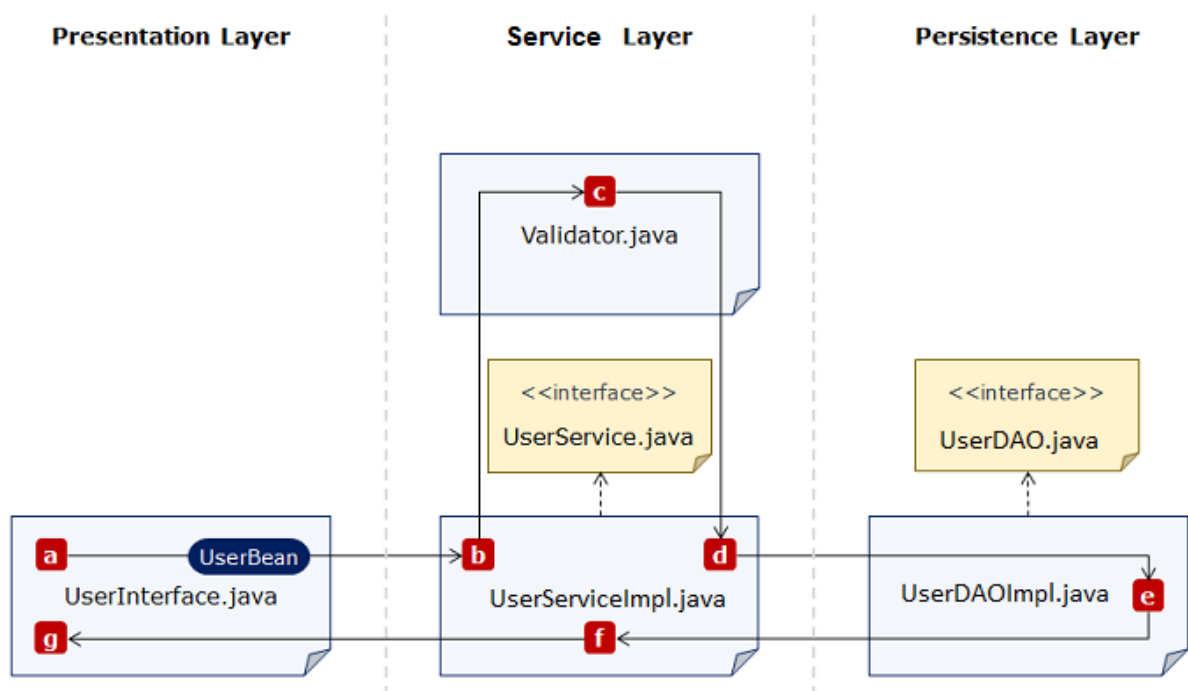 Presentation Layer
Service Layer
Persistence Layer
c
Validator.java
<<interface>>
UserService.java
<<interface>>
UserDAO.java
a
UserBean
b
d
UserInterface.java
UserServiceImpl.java
UserDAOImpl.java
e
g
f